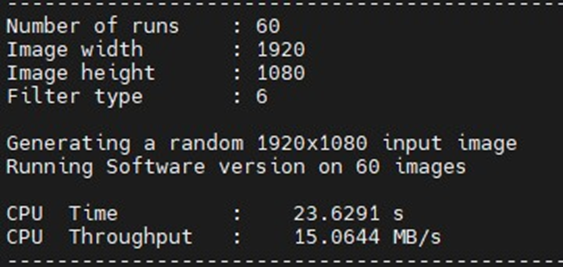 ----------------------------------------------
Number of runs    : 60
Image width       : 1920
Image height      : 1080
Filter type       : 6
Generating a random 1920x1080 input image
Running Software version on 60 images
CPU  Time         :    23.6291 s
CPU  Throughput   :    15.0644 MB/s
----------------------------------------------